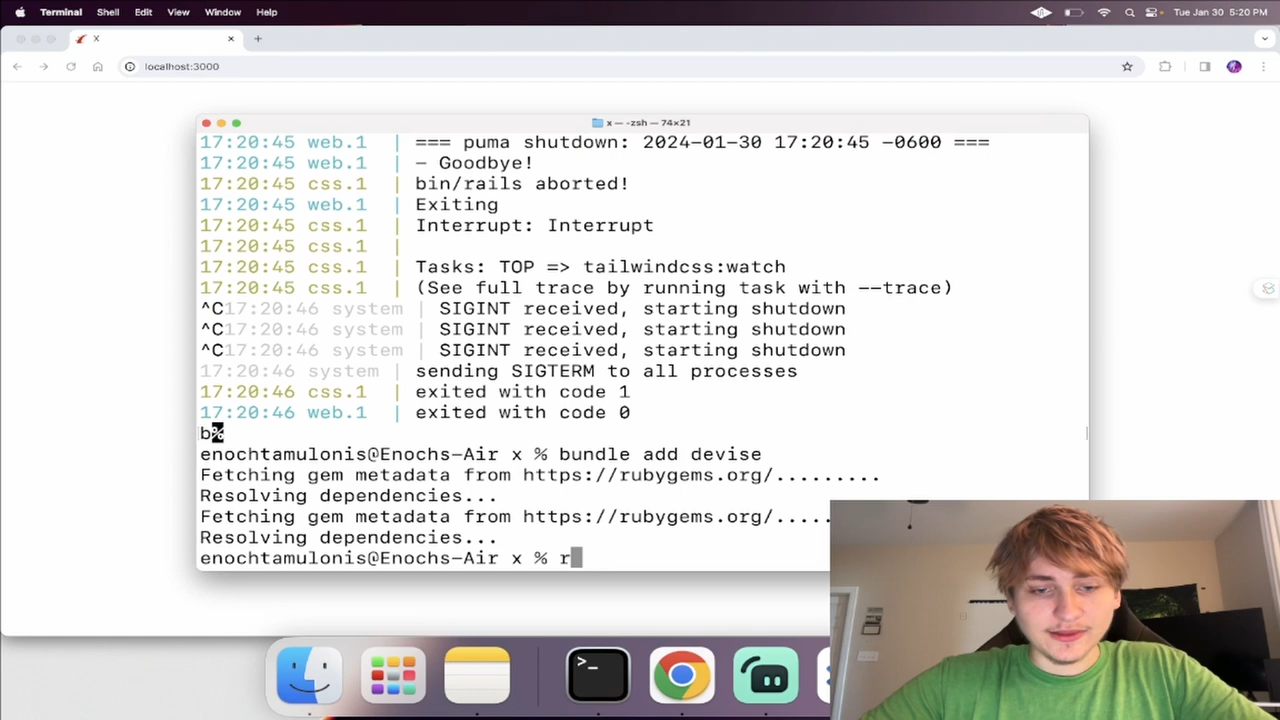 Terminal Shell Edit View Window Help Tue Jan 30 5:20 PM
X
localhost:3000
x — -zsh — 74×21
17:20:45 web.1 | === puma shutdown: 2024-01-30 17:20:45 -0600 ===
17:20:45 web.1 | - Goodbye!
17:20:45 css.1 | bin/rails aborted!
17:20:45 web.1 | Exiting
17:20:45 css.1 | Interrupt: Interrupt
17:20:45 css.1 |
17:20:45 css.1 | Tasks: TOP => tailwindcss:watch
17:20:45 css.1 | (See full trace by running task with --trace)
^C17:20:46 system | SIGINT received, starting shutdown
^C17:20:46 system | SIGINT received, starting shutdown
^C17:20:46 system | SIGINT received, starting shutdown
17:20:46 system | sending SIGTERM to all processes
17:20:46 css.1 | exited with code 1
17:20:46 web.1 | exited with code 0
b%
enochtamulonis@Enochs-Air x % bundle add devise
Fetching gem metadata from https://rubygems.org/.........
Resolving dependencies...
Fetching gem metadata from https://rubygems.org/.....
Resolving dependencies...
enochtamulonis@Enochs-Air x % r
>_